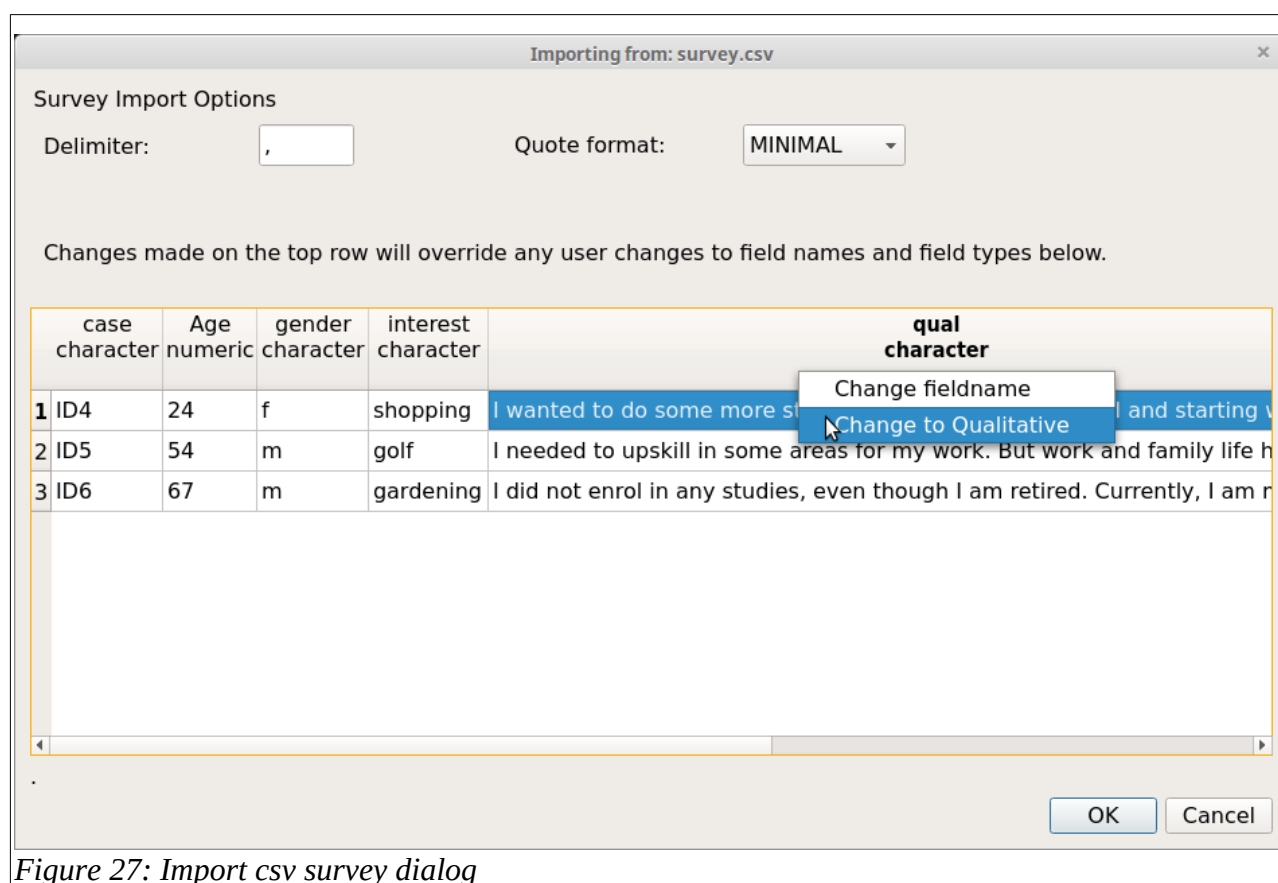 Importing from: survey.csv ×
Survey Import Options
Delimiter: , Quote format: MINIMAL
Changes made on the top row will override any user changes to field names and field types below.
case Age gender interest qual
character numeric character character character
Change fieldname
1 ID4 24 f shopping I wanted to do some more and starting
Change to Qualitative
2 ID5 54 m golf I needed to upskill in some areas for my work. But work and family life
3 ID6 67 m gardening I did not enrol in any studies, even though I am retired. Currently, I am
.
OK Cancel
Figure 27: Import csv survey dialog